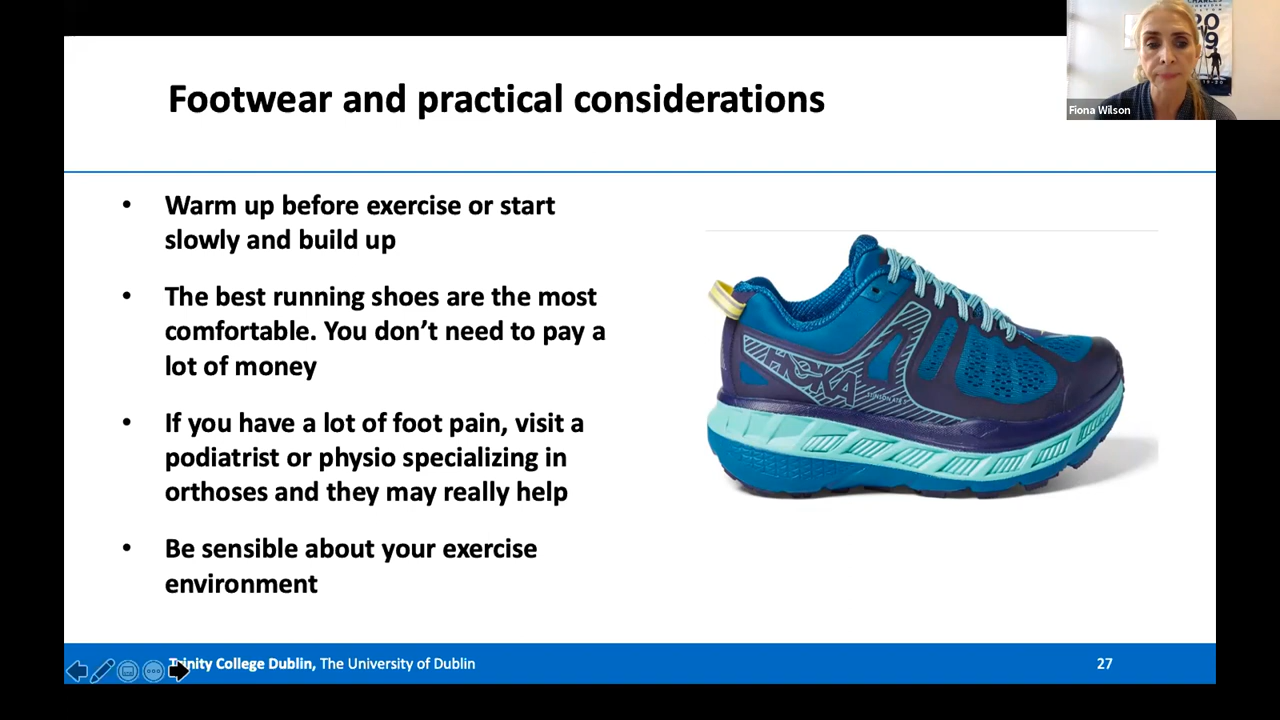 Footwear and practical considerations
Fiona Wilson
• Warm up before exercise or start
slowly and build up
• The best running shoes are the most
comfortable. You don’t need to pay a
lot of money
• If you have a lot of foot pain, visit a
podiatrist or physio specializing in
orthoses and they may really help
• Be sensible about your exercise
environment
HOKA
Trinity College Dublin, The University of Dublin
27